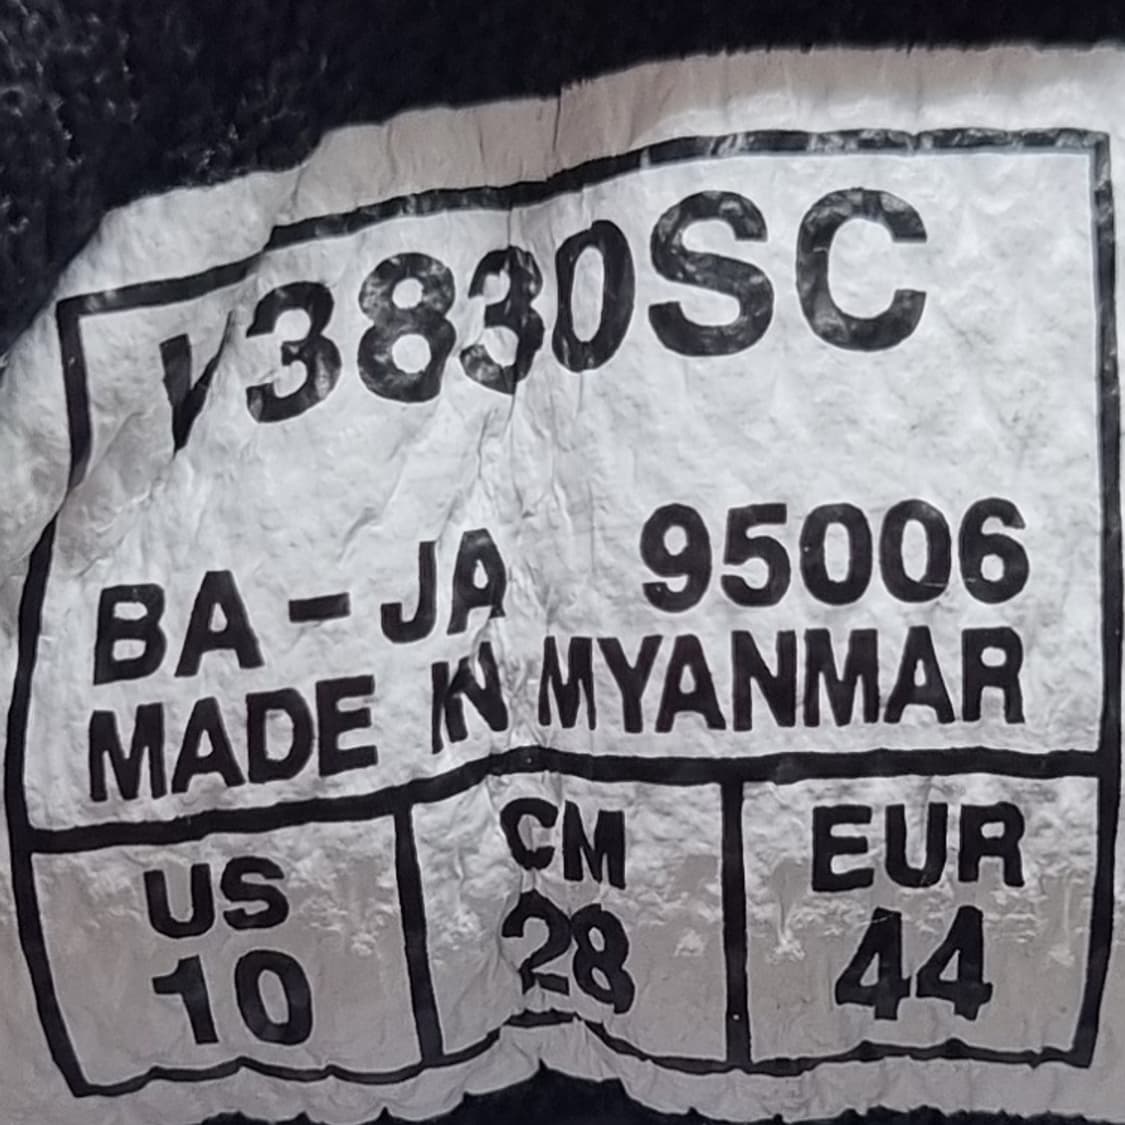 V3830SC
BA-JA 95006
MADE IN MYANMAR
US CM EUR
10 28 44